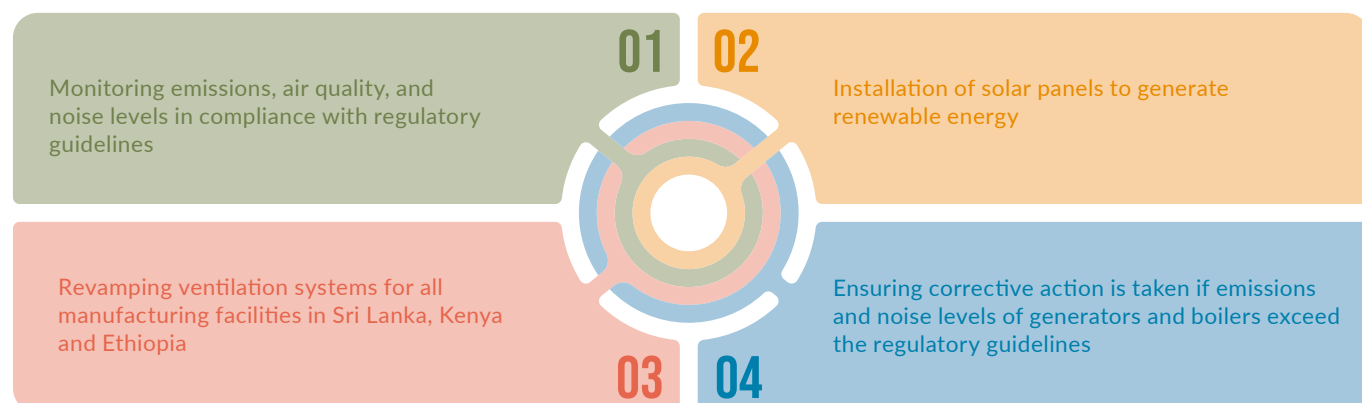 01
Monitoring emissions, air quality, and
noise levels in compliance with regulatory
guidelines
02
Installation of solar panels to generate
renewable energy
03
Revamping ventilation systems for all
manufacturing facilities in Sri Lanka, Kenya
and Ethiopia
04
Ensuring corrective action is taken if emissions
and noise levels of generators and boilers exceed
the regulatory guidelines